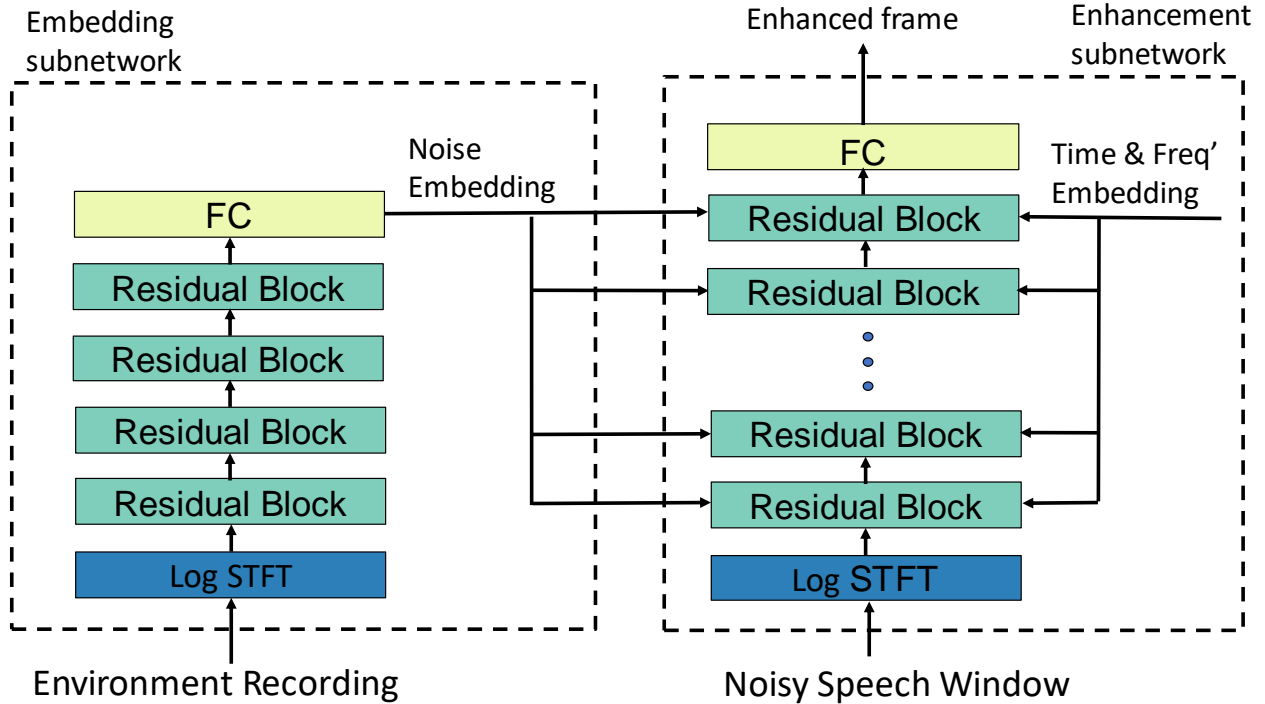 Embedding
subnetwork
FC
Residual Block
Residual Block
Residual Block
Residual Block
Log STFT
Environment Recording
Noise
Embedding
Enhanced frame
Enhancement
subnetwork
FC
Time & Freq’
Embedding
Residual Block
Residual Block
Residual Block
Residual Block
Log STFT
Noisy Speech Window